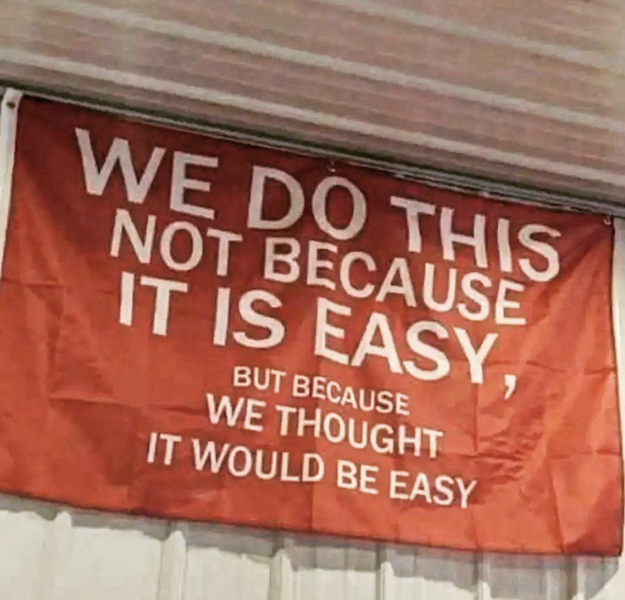 WE DO THIS
NOT BECAUSE
IT IS EASY,
BUT BECAUSE
WE THOUGHT
IT WOULD BE EASY